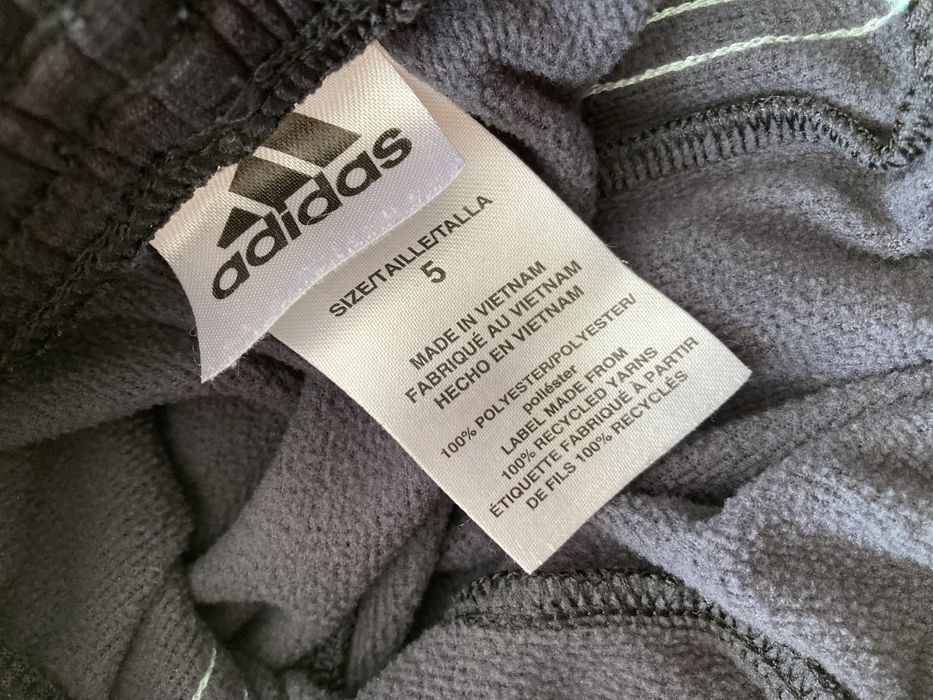 adidas
SIZE/TAILLE/TALLA
5
MADE IN VIETNAM
FABRIQUÉ AU VIETNAM
HECHO EN VIETNAM
100% POLYESTER/POLYESTER/
poliéster
LABEL MADE FROM
100% RECYCLED YARNS
ÉTIQUETTE FABRIQUÉ À PARTIR
DE FILS 100% RECYCLÉS